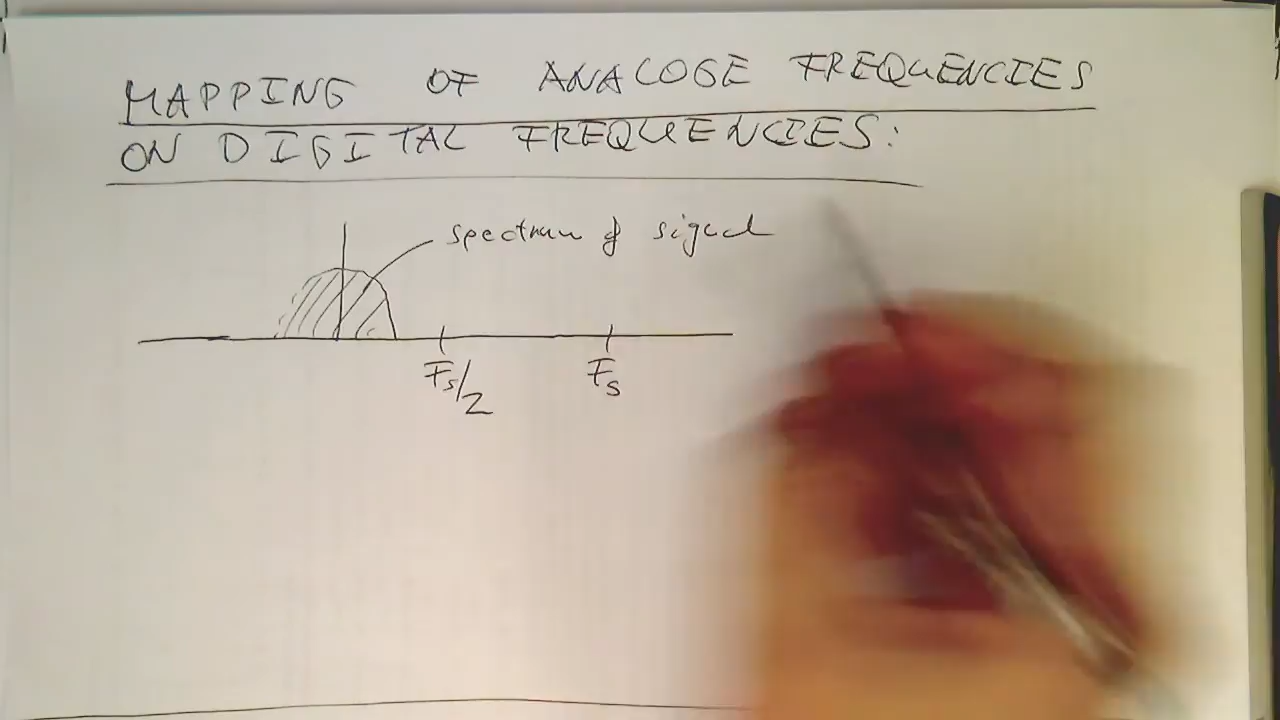 MAPPING OF ANALOGE FREQUENCIES
ON DIGITAL FREQUENCIES:
spectrum of signal
Fs/2
Fs